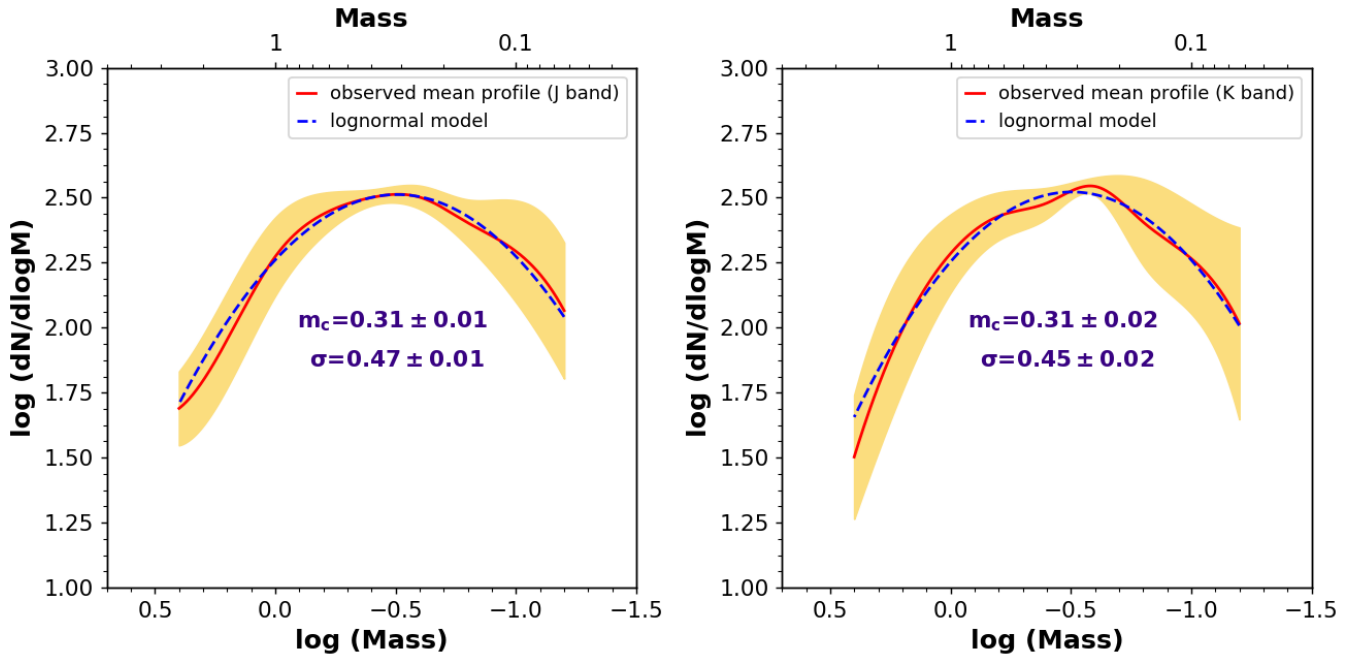 Mass
1
0.1
3.00
2.75
2.50
2.25
2.00
1.75
1.50
1.25
1.00
log (dN/dlogM)
observed mean profile (J band)
lognormal model
m_c=0.31 ± 0.01
σ=0.47 ± 0.01
0.5
0.0
−0.5
−1.0
−1.5
log (Mass)
Mass
1
0.1
3.00
2.75
2.50
2.25
2.00
1.75
1.50
1.25
1.00
log (dN/dlogM)
observed mean profile (K band)
lognormal model
m_c=0.31 ± 0.02
σ=0.45 ± 0.02
0.5
0.0
−0.5
−1.0
−1.5
log (Mass)